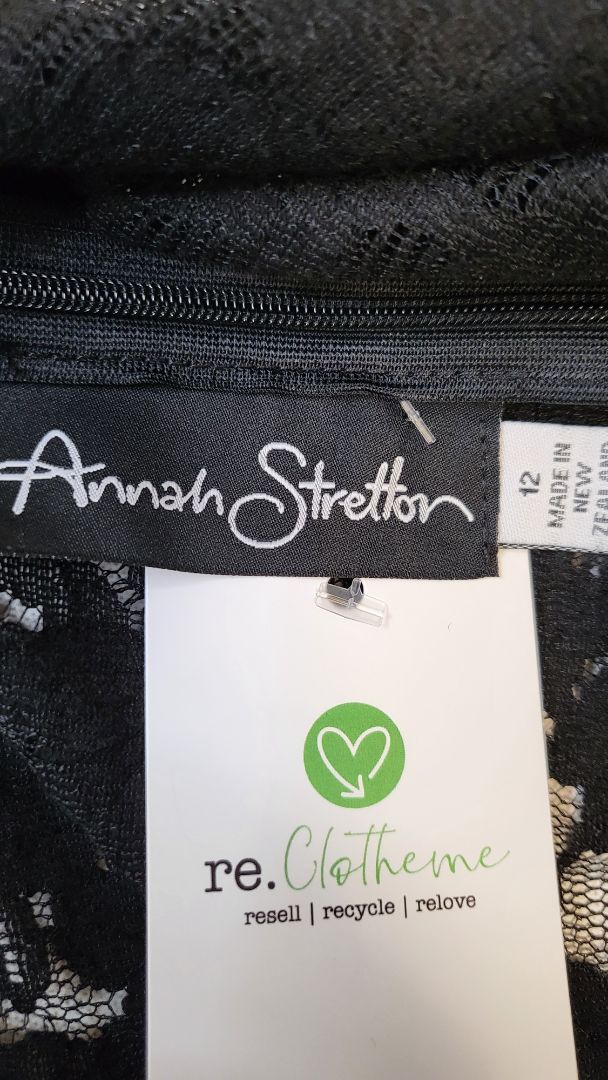 Annah Stretton
12
MADE IN
NEW
ZEALAND
re.Clotheme
resell | recycle | relove